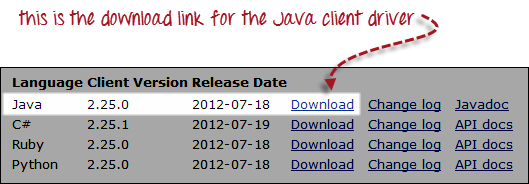 this is the download link for the Java client driver
Language Client Version Release Date
Java 2.25.0 2012-07-18 Download Change log Javadoc
C# 2.25.1 2012-07-19 Download Change log API docs
Ruby 2.25.0 2012-07-18 Download Change log API docs
Python 2.25.0 2012-07-18 Download Change log API docs